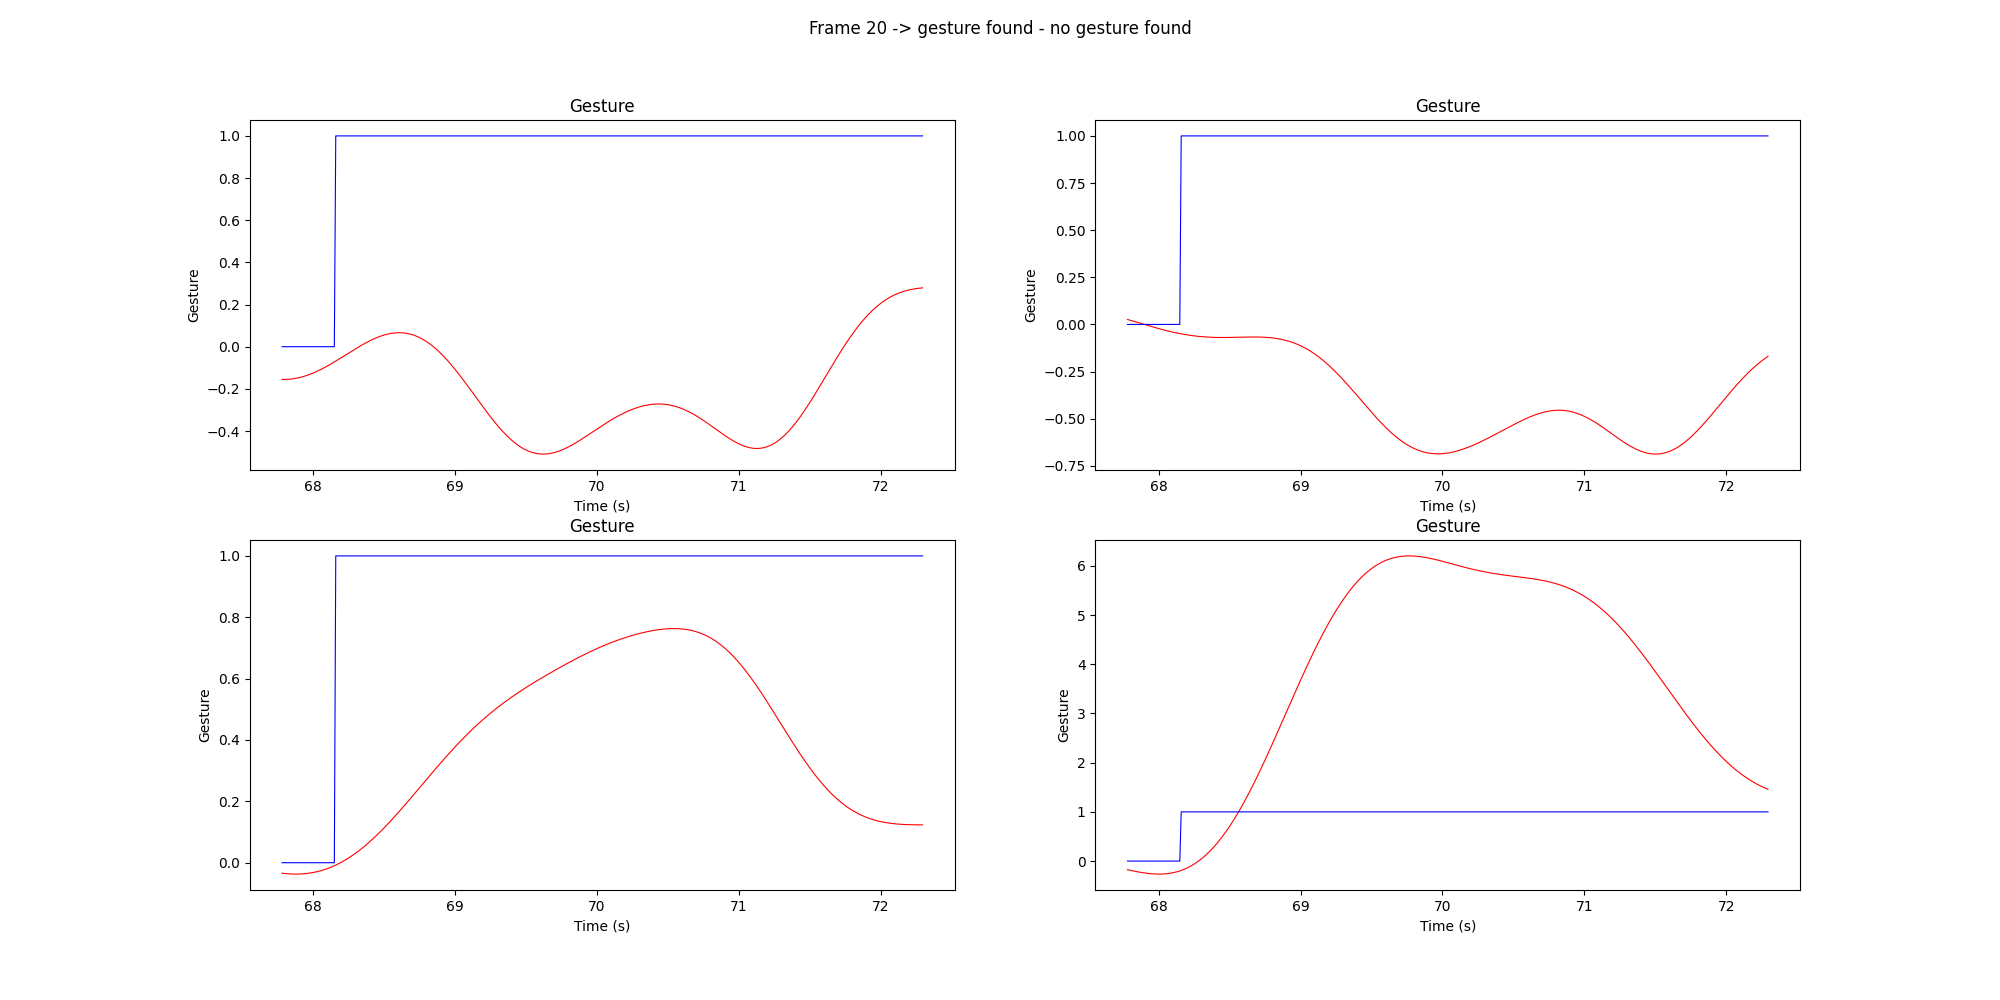 Frame 20 -> gesture found - no gesture found
Gesture
1.0
0.8
0.6
0.4
0.2
0.0
−0.2
−0.4
Gesture
68 69 70 71 72
Time (s)
Gesture
1.00
0.75
0.50
0.25
0.00
−0.25
−0.50
−0.75
Gesture
68 69 70 71 72
Time (s)
Gesture
1.0
0.8
0.6
0.4
0.2
0.0
Gesture
68 69 70 71 72
Time (s)
Gesture
6
5
4
3
2
1
0
Gesture
68 69 70 71 72
Time (s)